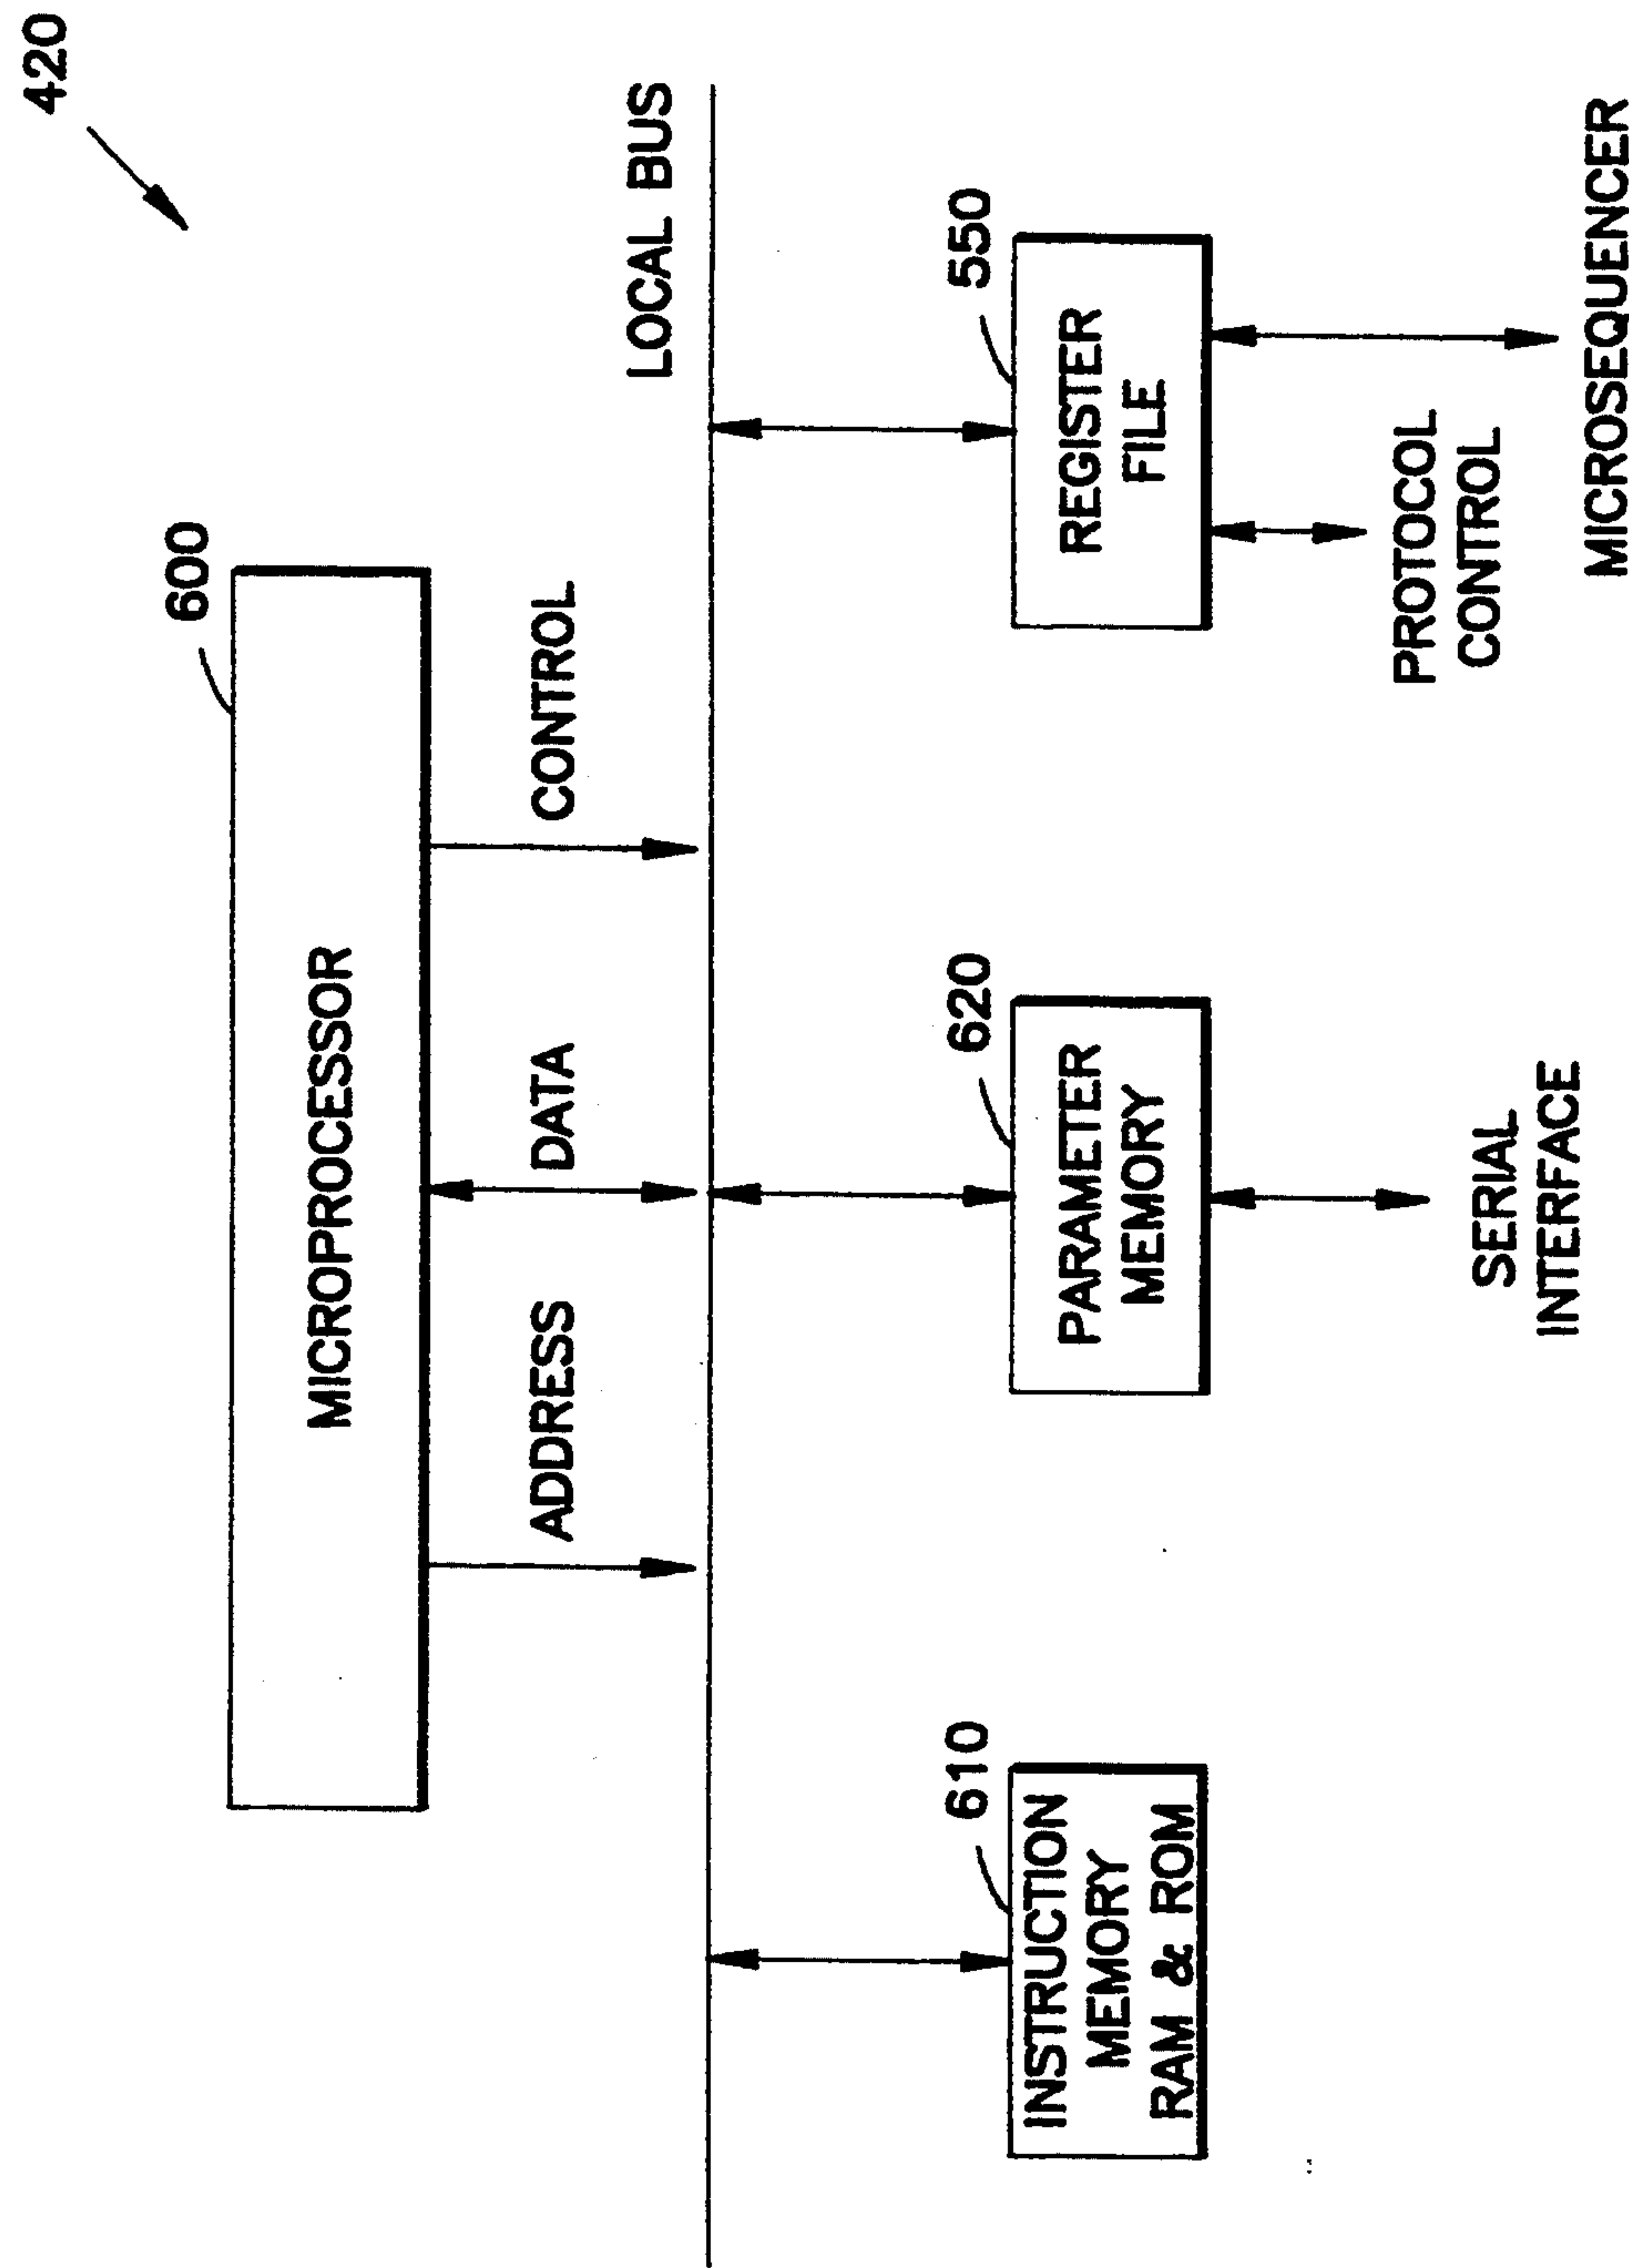 420
600
MICROPROCESSOR
ADDRESS
DATA
CONTROL
LOCAL BUS
610
INSTRUCTION
MEMORY
RAM & ROM
620
PARAMETER
MEMORY
550
REGISTER
FILE
SERIAL
INTERFACE
PROTOCOL
CONTROL
MICROSEQUENCER